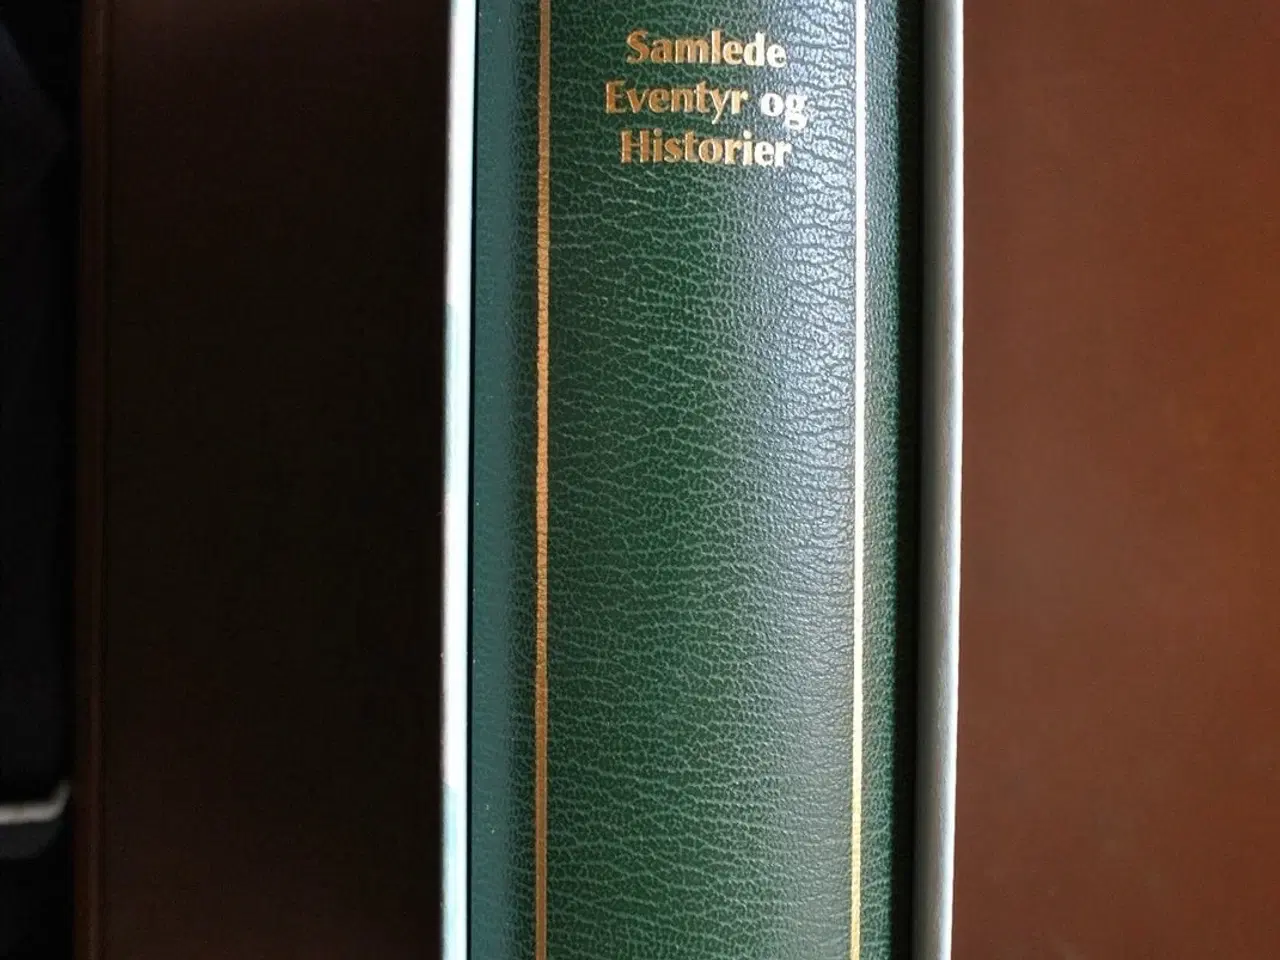 Samlede
Eventyr og
Historier